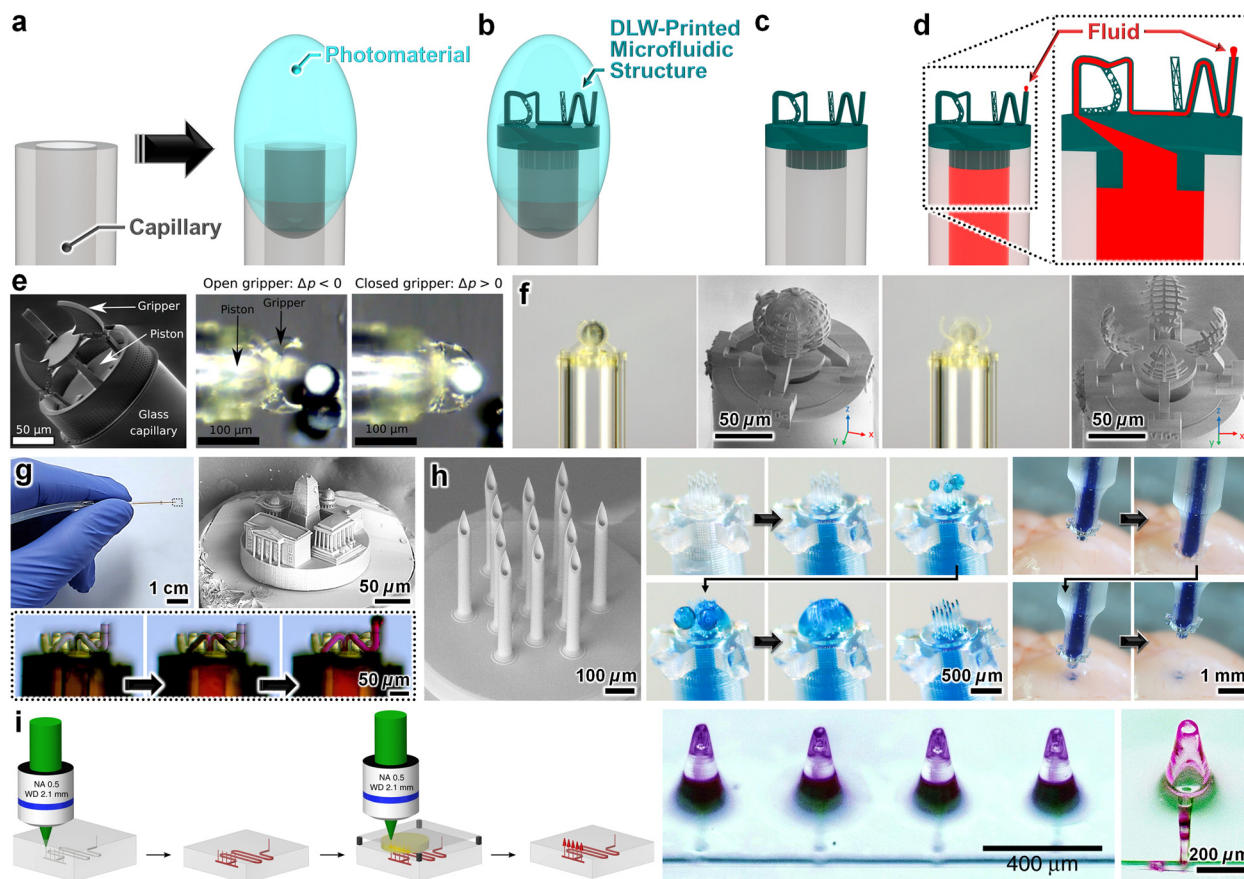 a
Photomaterial
Capillary
b
DLW-Printed
Microfluidic
Structure
c
d
Fluid
e
Gripper
Piston
Glass
capillary
50 µm
Open gripper: Δp < 0
Piston
Gripper
100 µm
Closed gripper: Δp > 0
100 µm
f
50 µm
z
x
y
50 µm
z
x
y
g
1 cm
50 µm
50 µm
h
100 µm
500 µm
1 mm
i
NA 0.5
WD 2.1 mm
NA 0.5
WD 2.1 mm
400 µm
200 µm